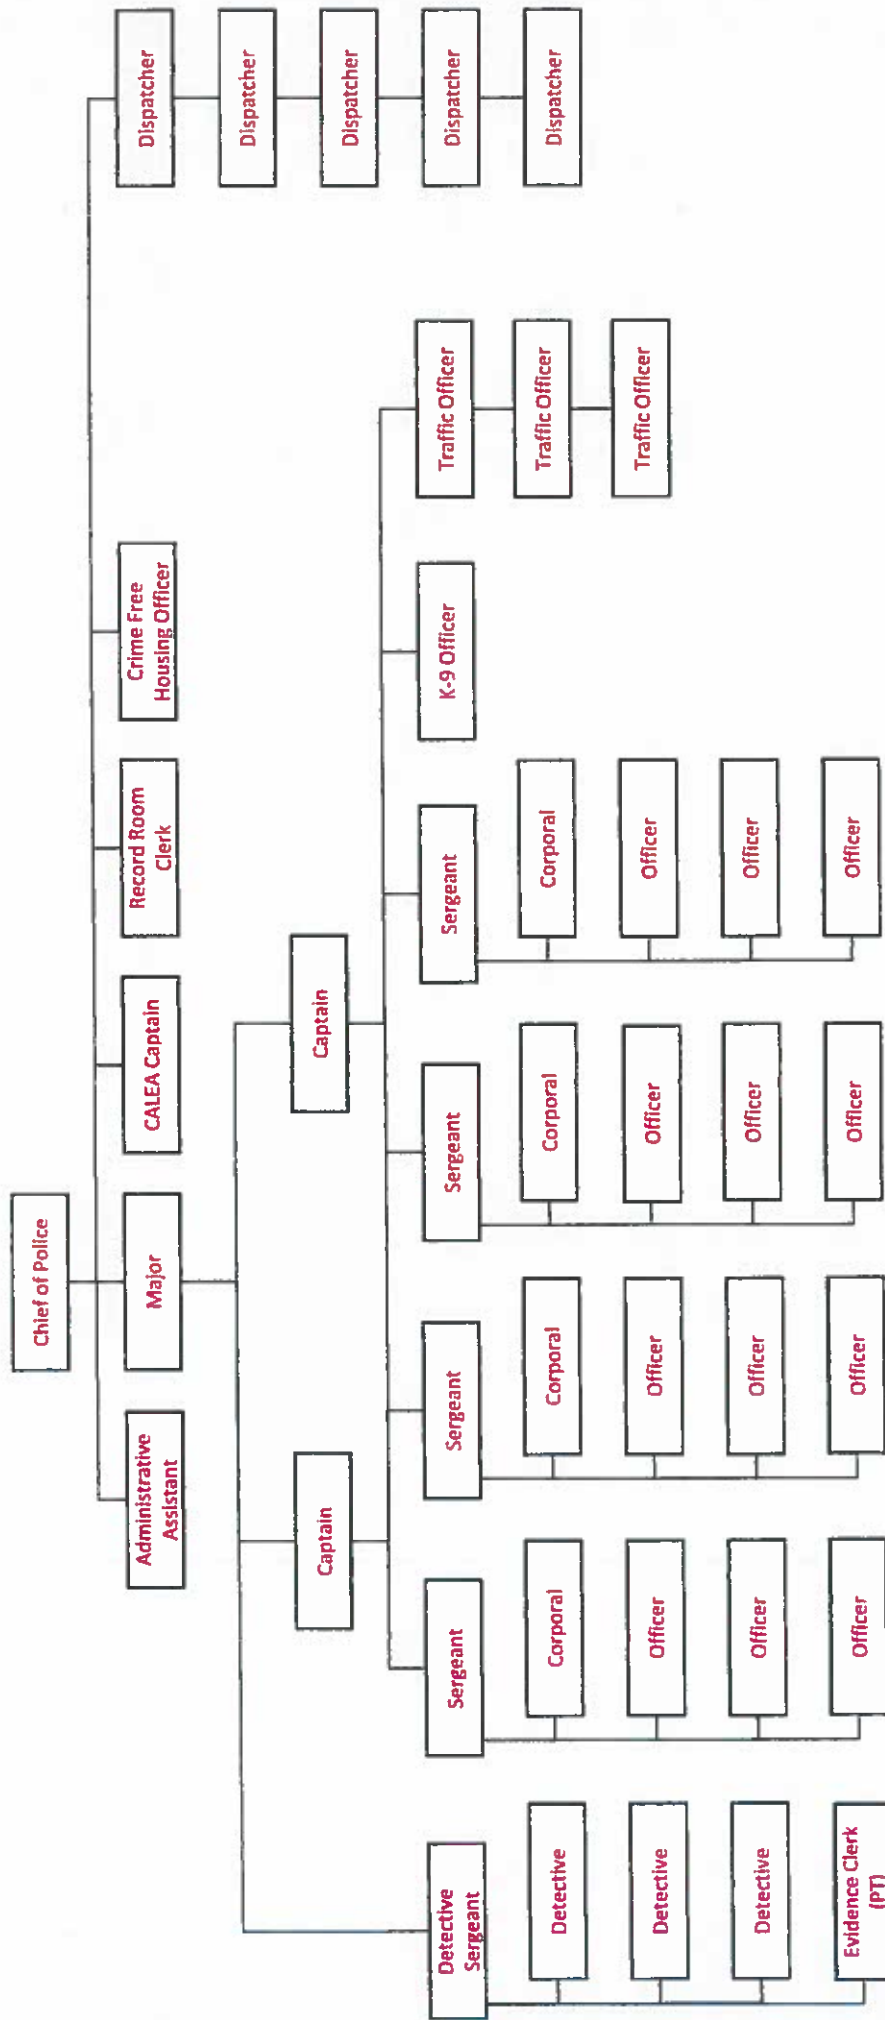 Chief of Police
Administrative
Assistant
Major
CALEA Captain
Record Room
Clerk
Crime Free
Housing Officer
Dispatcher
Dispatcher
Dispatcher
Dispatcher
Dispatcher
Captain
Captain
Detective
Sergeant
Detective
Detective
Detective
Evidence Clerk
(PT)
Sergeant
Corporal
Officer
Officer
Officer
Sergeant
Corporal
Officer
Officer
Officer
Sergeant
Corporal
Officer
Officer
Officer
Sergeant
Corporal
Officer
Officer
Officer
K-9 Officer
Traffic Officer
Traffic Officer
Traffic Officer